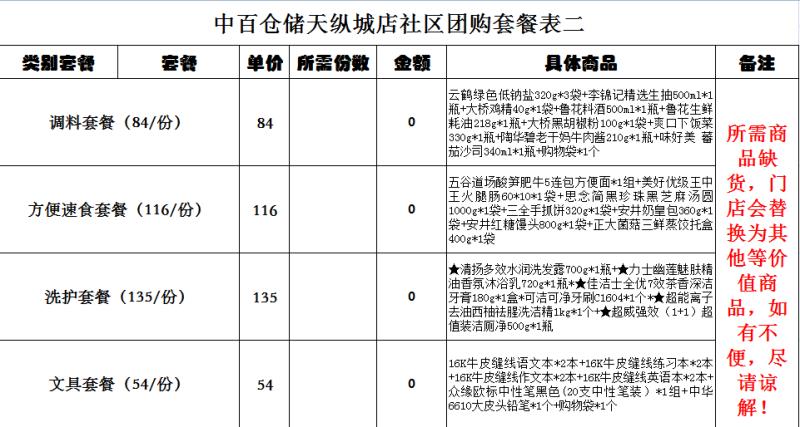 中百仓储天纵城店社区团购套餐表二
类别套餐 套餐 单价 所需份数 金额 具体商品 备注
调料套餐（84/份） 84 0
云鹤绿色低钠盐320g*3袋+李锦记精选生抽500ml*1
瓶+大桥鸡精40g*1袋+鲁花料酒500ml*1瓶+鲁花生鲜
耗油218g*1瓶+大桥黑胡椒粉100g*1袋+爽口下饭菜
330g*1瓶+陶华碧老干妈牛肉酱210g*1瓶+味好美 蕃
茄沙司340ml*1瓶+购物袋*1个
方便速食套餐（116/份） 116 0
五谷道场酸笋肥牛5连包方便面*1组+美好优级王中
王火腿肠60*10*1袋+思念简黑珍珠黑芝麻汤圆
1000g*1袋+三全手抓饼320g*1袋+安井奶皇包360g*1
袋+安井红糖馒头800g*1袋+正大菌菇三鲜蒸饺托盒
400g*1袋
洗护套餐（135/份） 135 0
★清扬多效水润洗发露700g*1瓶+★力士幽莲魅肤精
油香氛沐浴乳720g*1瓶*★佳洁士全优7效茶香深洁
牙膏180g*1盒*可洁可净牙刷C1604*1个*★超能离子
去油西柚祛腥洗洁精1kg*1个+★超威强效（1+1）超
值装洁厕净500g*1瓶
文具套餐（54/份） 54 0
16K牛皮缝线语文本*2本+16K牛皮缝线练习本*2本
+16K牛皮缝线作文本*2本+16K牛皮缝线英语本*2本+
众缘欧标中性笔黑色(20支中性笔装）*1组+中华
6610大皮头铅笔*1个+购物袋*1个
所需商
品缺
货，门
店会替
换为其
他等价
值商
品，如
有不
便，尽
请谅
解！